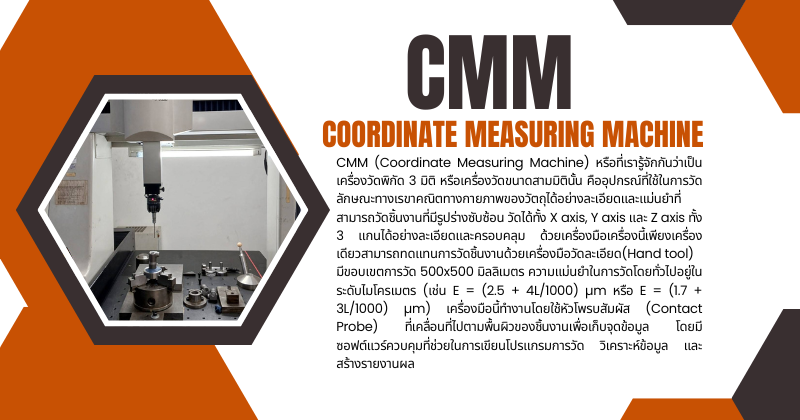 CMM
COORDINATE MEASURING MACHINE
CMM (Coordinate Measuring Machine) หรือที่เรารู้จักกันว่าเป็น
เครื่องวัดพิกัด 3 มิติ หรือเครื่องวัดขนาดสามมิตินั้น คืออุปกรณ์ที่ใช้ในการวัด
ลักษณะทางเรขาคณิตทางกายภาพของวัตถุได้อย่างละเอียดและแม่นยำที่
สามารถวัดชิ้นงานที่มีรูปร่างซับซ้อน วัดได้ทั้ง X axis, Y axis และ Z axis ทั้ง
3 แกนได้อย่างละเอียดและครอบคลุม ด้วยเครื่องมือเครื่องนี้เพียงเครื่อง
เดียวสามารถทดแทนการวัดชิ้นงานด้วยเครื่องมือวัดละเอียด(Hand tool)
มีขอบเขตการวัด 500x500 มิลลิเมตร ความแม่นยำในการวัดโดยทั่วไปอยู่ใน
ระดับไมโครเมตร (เช่น E = (2.5 + 4L/1000) µm หรือ E = (1.7 +
3L/1000) µm) เครื่องมือนี้ทำงานโดยใช้หัวโพรบสัมผัส (Contact
Probe) ที่เคลื่อนที่ไปตามพื้นผิวของชิ้นงานเพื่อเก็บจุดข้อมูล โดยมี
ซอฟต์แวร์ควบคุมที่ช่วยในการเขียนโปรแกรมการวัด วิเคราะห์ข้อมูล และ
สร้างรายงานผล